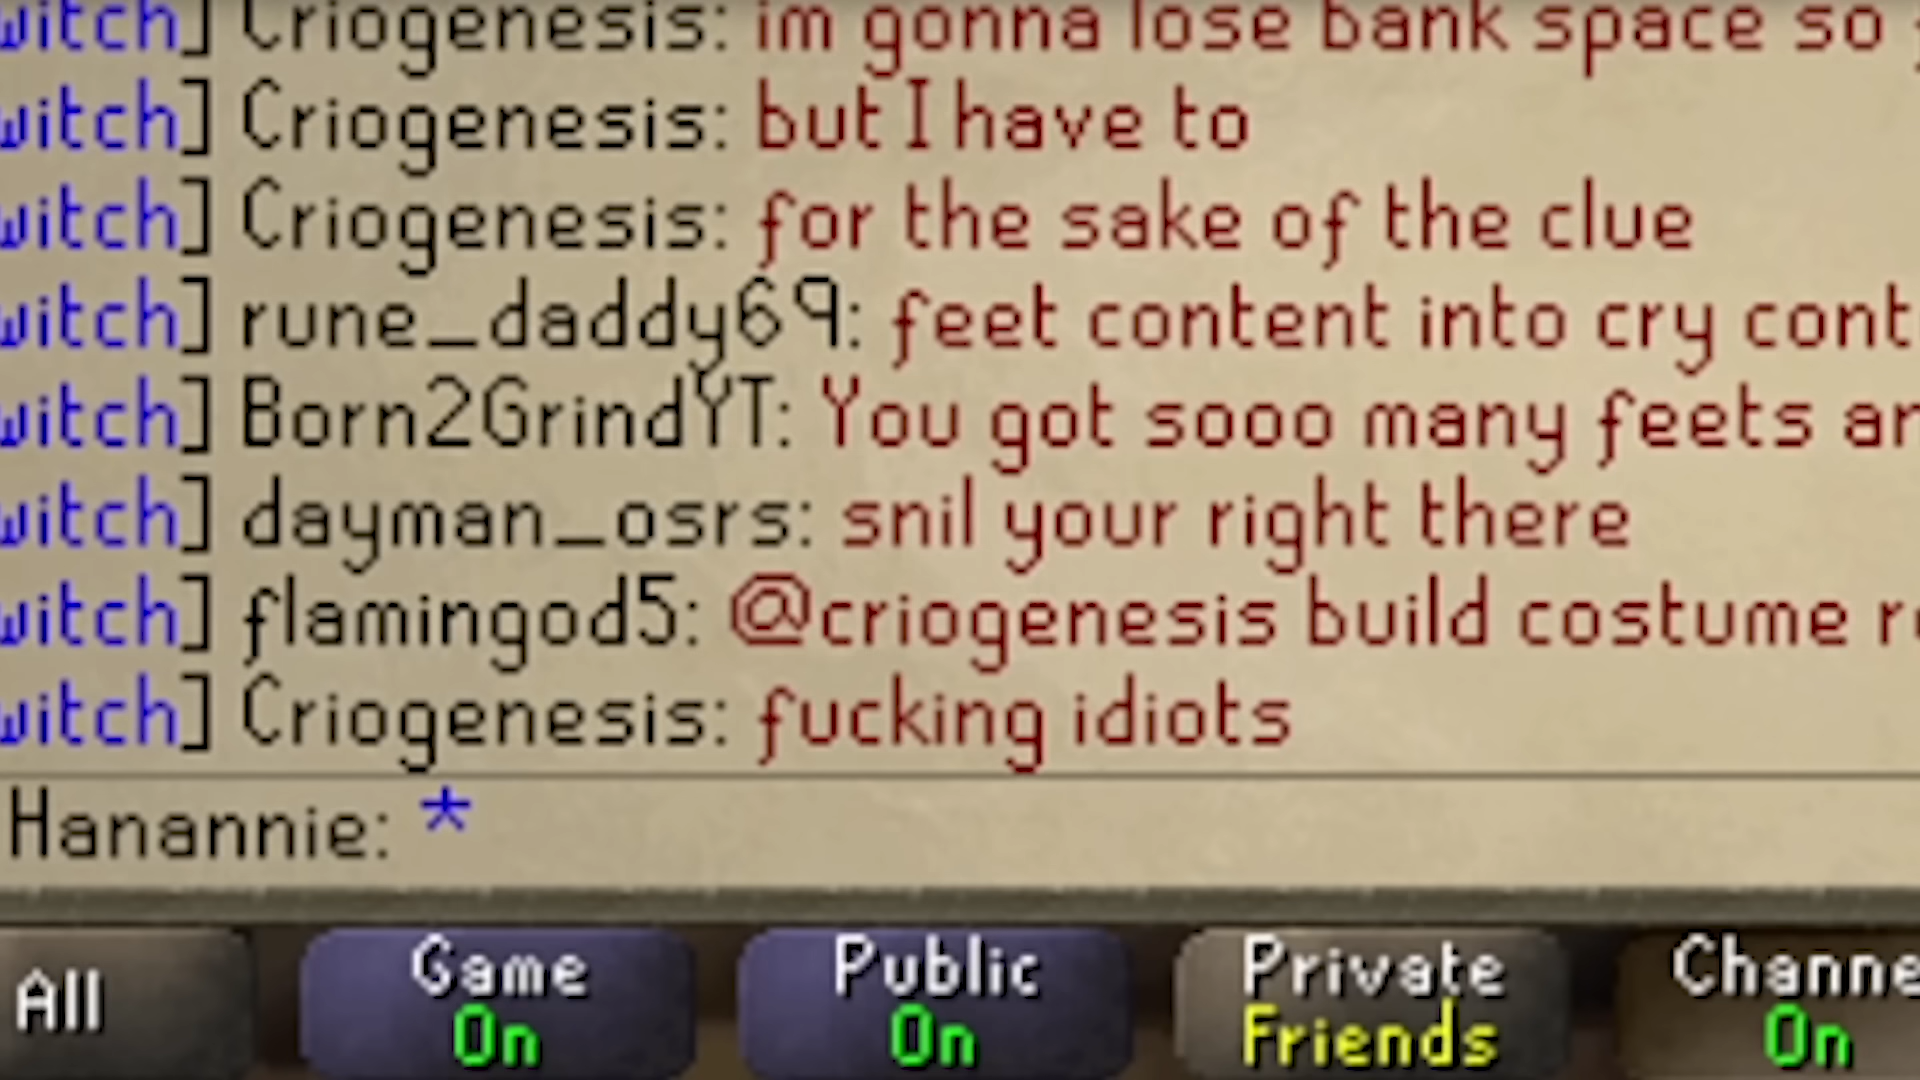 witch] Criogenesis: im gonna lose bank space so
witch] Criogenesis: but I have to
witch] Criogenesis: for the sake of the clue
witch] rune_daddy69: feet content into cry cont
witch] Born2GrindYT: You got sooo many feets an
witch] dayman_osrs: snil your right there
witch] flamingod5: @criogenesis build costume
witch] Criogenesis: fucking idiots
Hanannie: *
All
Game
On
Public
On
Private
Friends
Channe
On